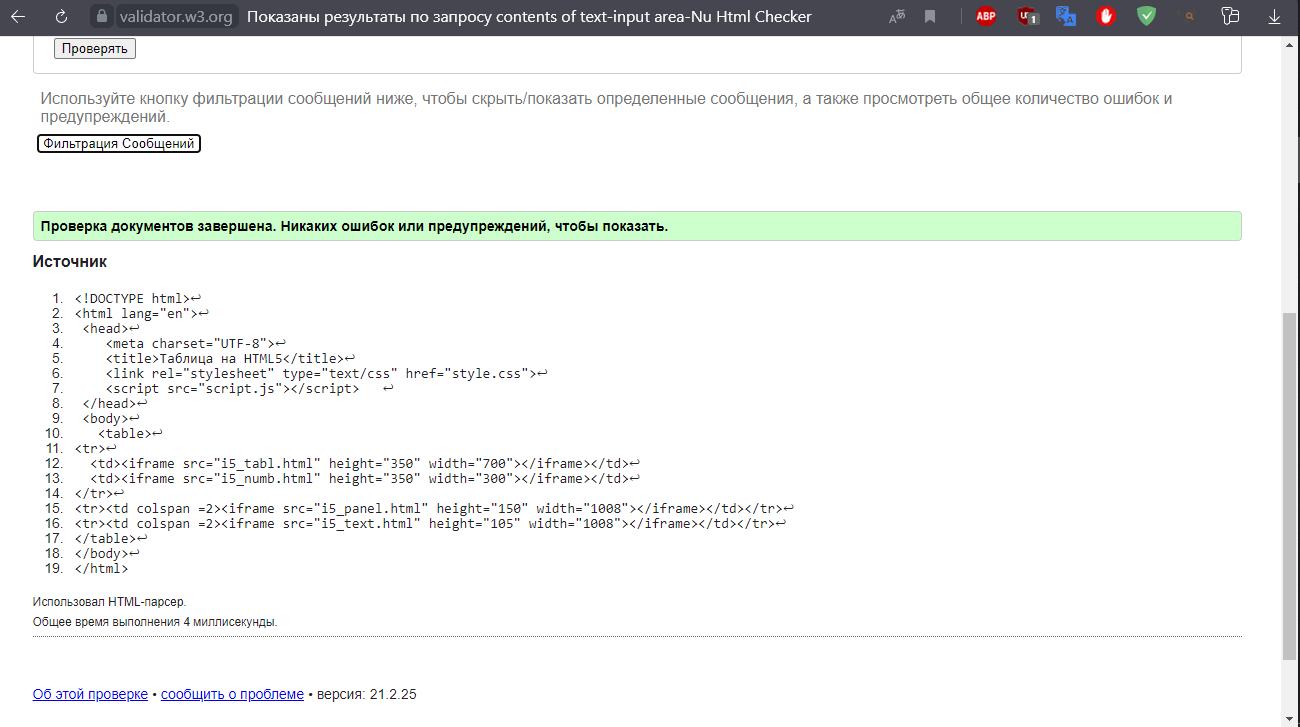 validator.w3.org Показаны результаты по запросу contents of text-input area-Nu Html Checker
ABP
1
Проверять
Используйте кнопку фильтрации сообщений ниже, чтобы скрыть/показать определенные сообщения, а также просмотреть общее количество ошибок и
предупреждений.
Фильтрация Сообщений
Проверка документов завершена. Никаких ошибок или предупреждений, чтобы показать.
Источник
1. <!DOCTYPE html>↩
2. <html lang="en">↩
3. <head>↩
4. <meta charset="UTF-8">↩
5. <title>Таблица на HTML5</title>↩
6. <link rel="stylesheet" type="text/css" href="style.css">↩
7. <script src="script.js"></script> ↩
8. </head>↩
9. <body>↩
10. <table>↩
11. <tr>↩
12. <td><iframe src="i5_tabl.html" height="350" width="700"></iframe></td>↩
13. <td><iframe src="i5_numb.html" height="350" width="300"></iframe></td>↩
14. </tr>↩
15. <tr><td colspan =2><iframe src="i5_panel.html" height="150" width="1008"></iframe></td></tr>↩
16. <tr><td colspan =2><iframe src="i5_text.html" height="105" width="1008"></iframe></td></tr>↩
17. </table>↩
18. </body>↩
19. </html>
Использовал HTML-парсер.
Общее время выполнения 4 миллисекунды.
Об этой проверке • сообщить о проблеме • версия: 21.2.25